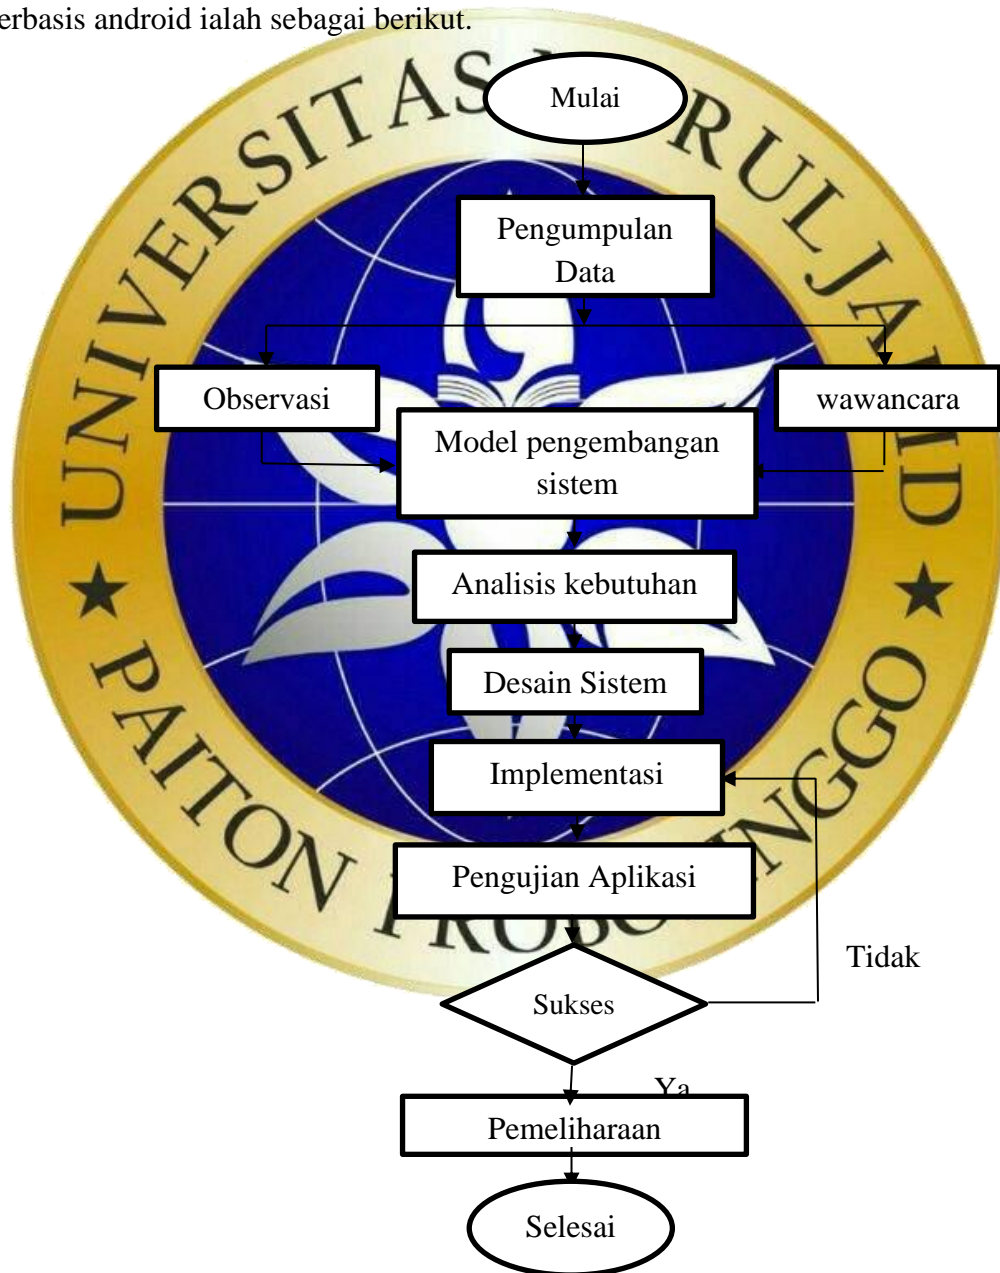 erbasis android ialah sebagai berikut.
Mulai
Pengumpulan
Data
Observasi
wawancara
Model pengembangan
sistem
Analisis kebutuhan
Desain Sistem
Implementasi
Pengujian Aplikasi
Tidak
Sukses
Ya
Pemeliharaan
Selesai
UNIVERSITAS RUL JADID
PAITON PROBOLINGGO